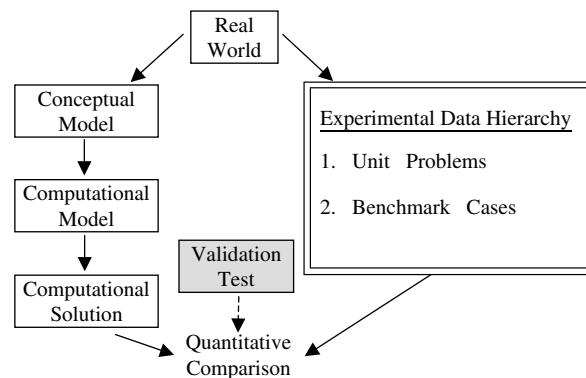 Real
World
Conceptual
Model
Experimental Data Hierarchy
1. Unit Problems
Computational
Model
2. Benchmark Cases
Validation
Test
Computational
Solution
Quantitative
Comparison